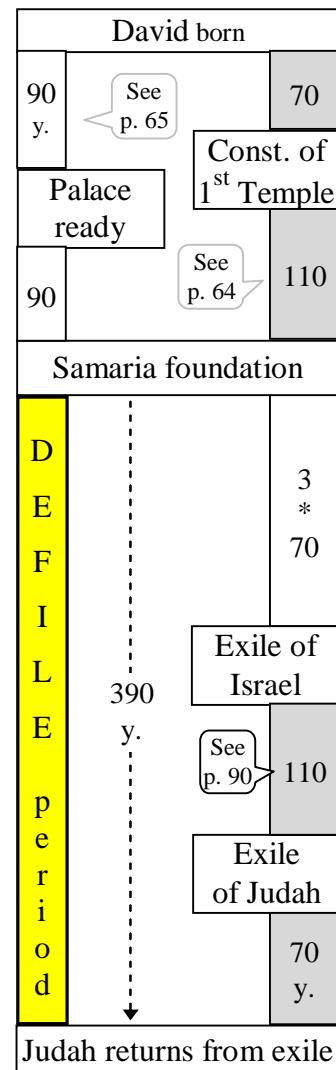 David born
90
y.
See
p. 65
70
Const. of
1st Temple
Palace
ready
See
p. 64
110
90
Samaria foundation
D
E
F
I
L
E
p
e
r
i
o
d
390
y.
3
*
70
Exile of
Israel
See
p. 90
110
Exile
of Judah
70
y.
Judah returns from exile